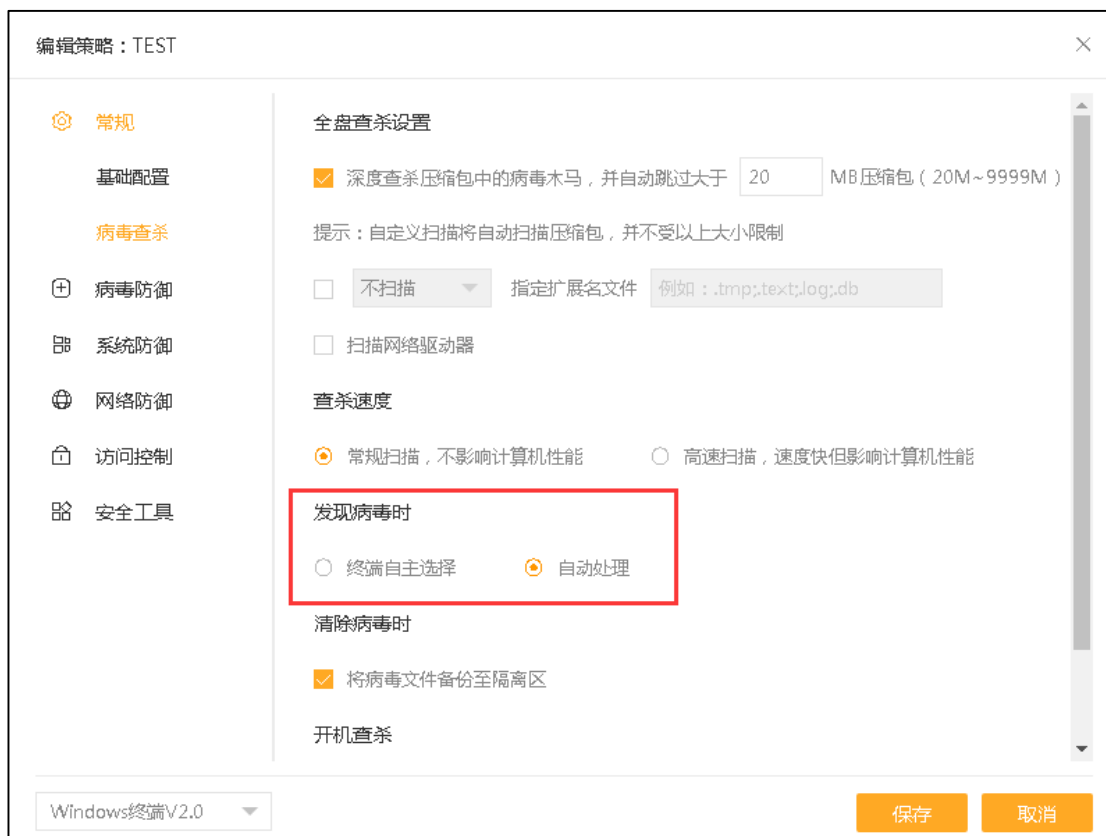 编辑策略：TEST
常规
基础配置
病毒查杀
病毒防御
系统防御
网络防御
访问控制
安全工具
全盘查杀设置
深度查杀压缩包中的病毒木马，并自动跳过大于 20 MB压缩包（20M~9999M）
提示：自定义扫描将自动扫描压缩包，并不受以上大小限制
不扫描 指定扩展名文件 例如：.tmp;.text;.log;.db
扫描网络驱动器
查杀速度
常规扫描，不影响计算机性能 高速扫描，速度快但影响计算机性能
发现病毒时
终端自主选择 自动处理
清除病毒时
将病毒文件备份至隔离区
开机查杀
Windows终端V2.0 保存 取消